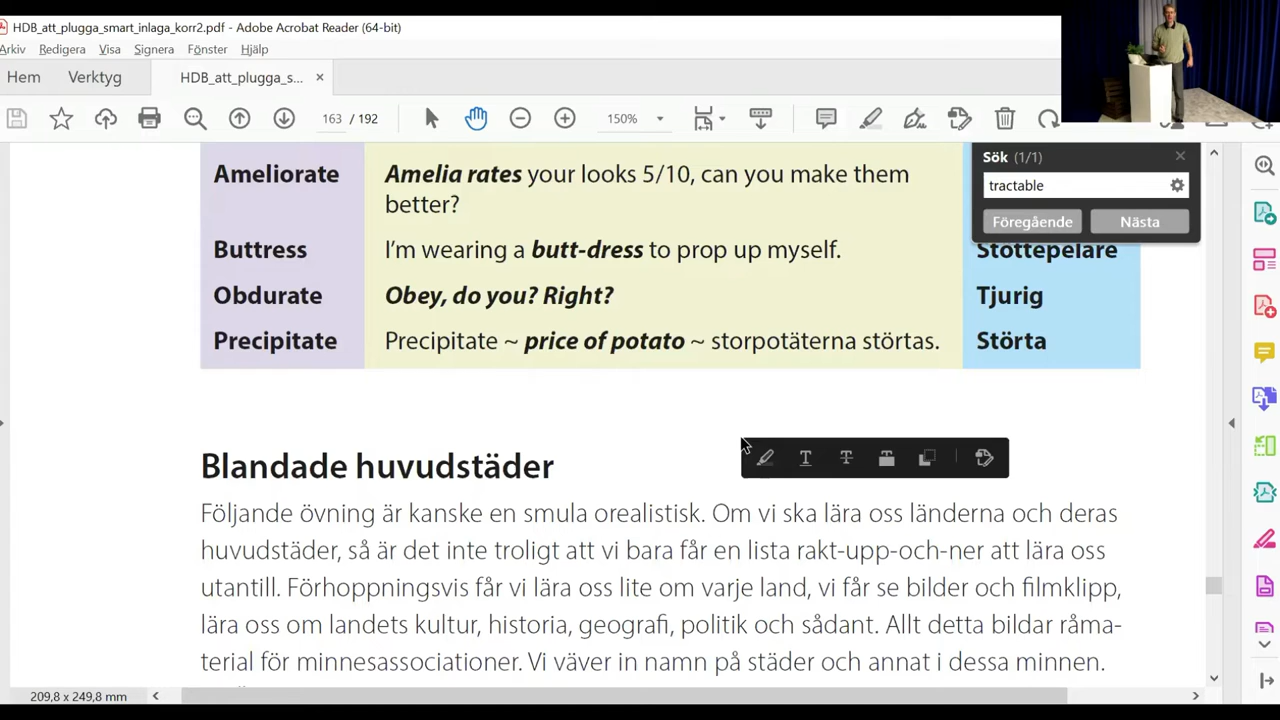 HDB_att_plugga_smart_inlaga_korr2.pdf - Adobe Acrobat Reader (64-bit)
Arkiv Redigera Visa Signera Fönster Hjälp
Hem Verktyg HDB_att_plugga_s... ×
163 / 192 150%
Sök (1/1)
tractable
Föregående Nästa
Ameliorate Amelia rates your looks 5/10, can you make them
better?
Buttress I'm wearing a butt-dress to prop up myself. Stöttepelare
Obdurate Obey, do you? Right? Tjurig
Precipitate Precipitate ~ price of potato ~ storpotäterna störtas. Störta
Blandade huvudstäder
Följande övning är kanske en smula orealistisk. Om vi ska lära oss länderna och deras
huvudstäder, så är det inte troligt att vi bara får en lista rakt-upp-och-ner att lära oss
utantill. Förhoppningsvis får vi lära oss lite om varje land, vi får se bilder och filmklipp,
lära oss om landets kultur, historia, geografi, politik och sådant. Allt detta bildar råma-
terial för minnesassociationer. Vi väver in namn på städer och annat i dessa minnen.
209,8 x 249,8 mm